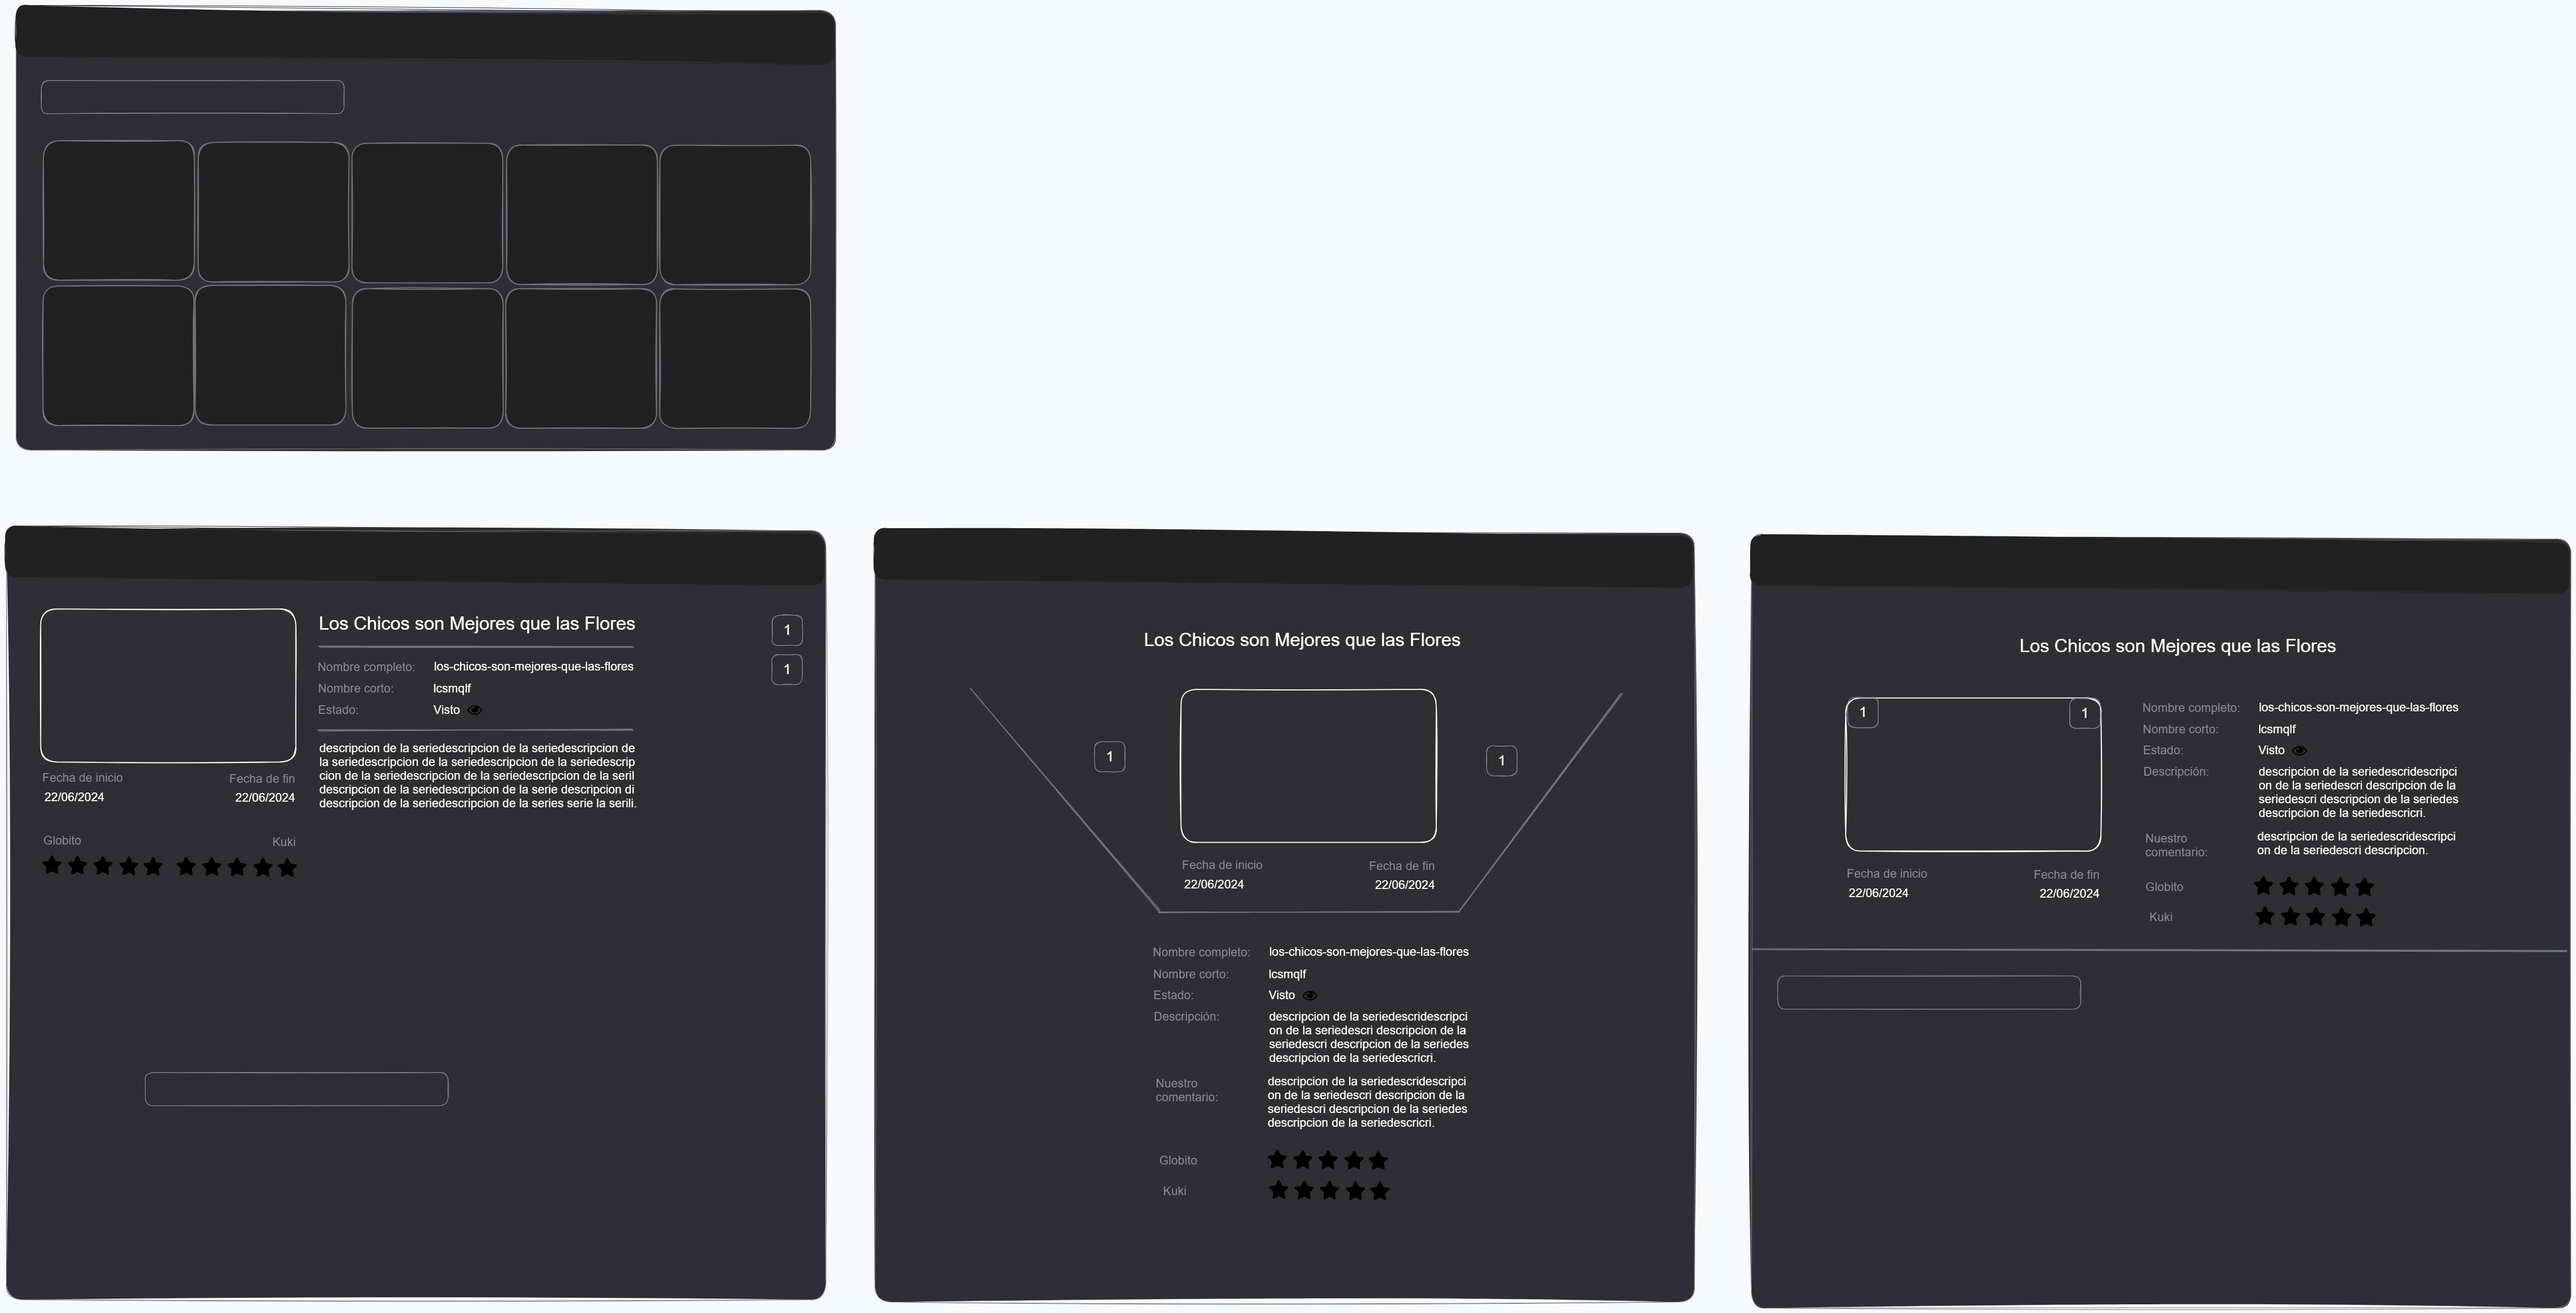 Los Chicos son Mejores que las Flores
1
1
Nombre completo: los-chicos-son-mejores-que-las-flores
Nombre corto: lcsmqlf
Estado: Visto
descripcion de la seriedescripcion de la seriedescripcion de
la seriedescripcion de la seriedescripcion de la seriedescrip
cion de la seriedescripcion de la seriedescripcion de la seril
descripcion de la seriedescripcion de la serie descripcion di
descripcion de la seriedescripcion de la series serie la serili.
Fecha de inicio Fecha de fin
22/06/2024 22/06/2024
Globito Kuki
Los Chicos son Mejores que las Flores
1
1
Fecha de inicio Fecha de fin
22/06/2024 22/06/2024
Nombre completo: los-chicos-son-mejores-que-las-flores
Nombre corto: lcsmqlf
Estado: Visto
Descripción: descripcion de la seriedescridescripci
on de la seriedescri descripcion de la
seriedescri descripcion de la seriedes
descripcion de la seriedescricri.
Nuestro
comentario:
descripcion de la seriedescridescripci
on de la seriedescri descripcion de la
seriedescri descripcion de la seriedes
descripcion de la seriedescricri.
Globito
Kuki
Los Chicos son Mejores que las Flores
1
1
Fecha de inicio Fecha de fin
22/06/2024 22/06/2024
Nombre completo: los-chicos-son-mejores-que-las-flores
Nombre corto: lcsmqlf
Estado: Visto
Descripción: descripcion de la seriedescridescripci
on de la seriedescri descripcion de la
seriedescri descripcion de la seriedes
descripcion de la seriedescricri.
Nuestro
comentario:
descripcion de la seriedescridescripci
on de la seriedescri descripcion.
Globito
Kuki